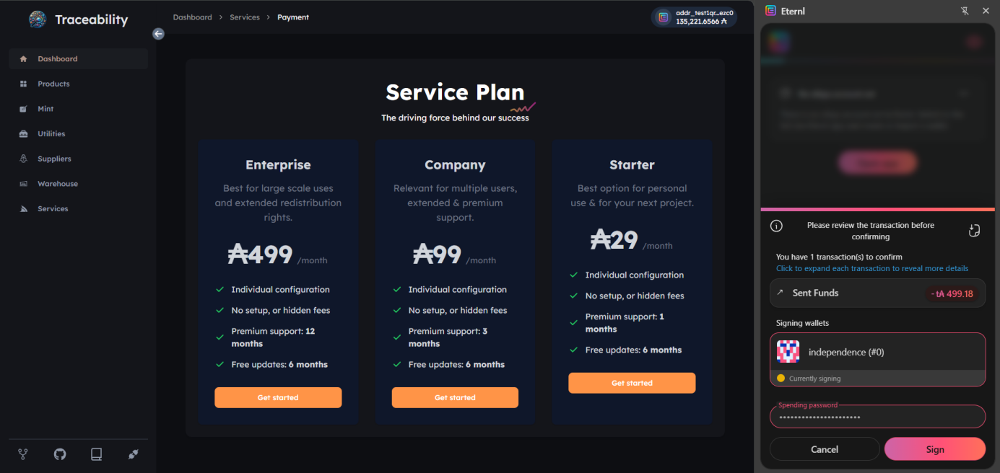 Traceability
Dashboard
Products
Mint
Utilities
Suppliers
Warehouse
Services
Dashboard > Services > Payment
addr_test1qr...ezc0
135,221.6566 ₳
Service Plan
The driving force behind our success
Enterprise
Best for large scale uses
and extended redistribution
rights.
₳499 /month
Individual configuration
No setup, or hidden fees
Premium support: 12
months
Free updates: 6 months
Get started
Company
Relevant for multiple users,
extended & premium
support.
₳99 /month
Individual configuration
No setup, or hidden fees
Premium support: 3
months
Free updates: 6 months
Get started
Starter
Best option for personal
use & for your next project.
₳29 /month
Individual configuration
No setup, or hidden fees
Premium support: 1
months
Free updates: 6 months
Get started
Eternl
Please review the transaction before
confirming
You have 1 transaction(s) to confirm
Click to expand each transaction to reveal more details
Sent Funds
- t₳ 499.18
Signing wallets
independence (#0)
Currently signing
Spending password
Cancel
Sign